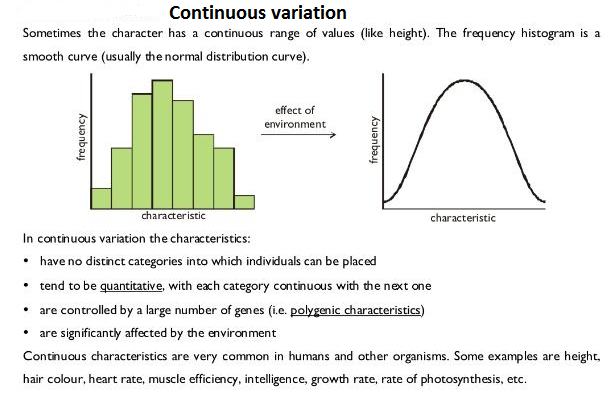 Continuous variation
Sometimes the character has a continuous range of values (like height). The frequency histogram is a
smooth curve (usually the normal distribution curve).
frequency
characteristic
effect of
environment
frequency
characteristic
In continuous variation the characteristics:
• have no distinct categories into which individuals can be placed
• tend to be quantitative, with each category continuous with the next one
• are controlled by a large number of genes (i.e. polygenic characteristics)
• are significantly affected by the environment
Continuous characteristics are very common in humans and other organisms. Some examples are height,
hair colour, heart rate, muscle efficiency, intelligence, growth rate, rate of photosynthesis, etc.